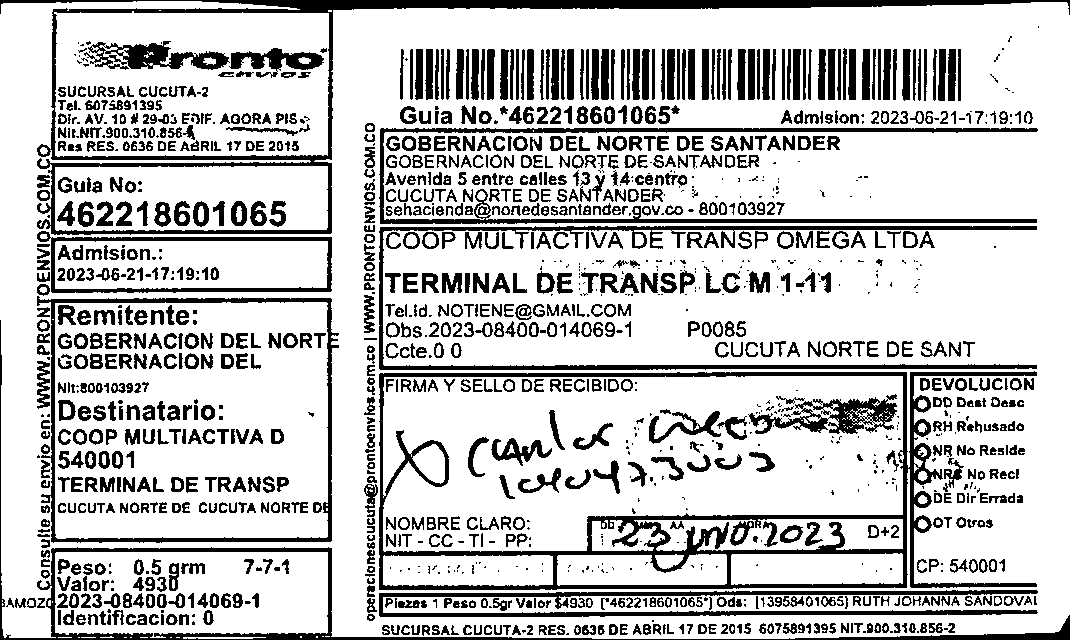 Pronto
envios
SUCURSAL CUCUTA-2
Tel. 6075891395
Dir. AV. 10 # 29-03 EDIF. AGORA PIS
Nit.NIT.900.310.856-
Res RES. 0636 DE ABRIL 17 DE 2015
Guia No:
462218601065
Admision.:
2023-06-21-17:19:10
Remitente:
GOBERNACION DEL NORTE
GOBERNACION DEL
Nit:800103927
Destinatario:
COOP MULTIACTIVA D
540001
TERMINAL DE TRANSP
CUCUTA NORTE DE CUCUTA NORTE DE
Peso: 0.5 grm 7-7-1
Valor: 4930
2023-08400-014069-1
Identificacion: 0
Consulte su envio en: WWW.PRONTOENVIOS.COM.CO
BAMOZO
operacionescucuta@prontoenvios.com.co | WWW.PRONTOENVIOS.COM.CO
Guia No.*462218601065* Admision: 2023-06-21-17:19:10
GOBERNACION DEL NORTE DE SANTANDER
GOBERNACION DEL NORTE DE SANTANDER
Avenida 5 entre calles 13 y 14 centro
CUCUTA NORTE DE SANTANDER
sehacienda@nortedesantander.gov.co - 800103927
COOP MULTIACTIVA DE TRANSP OMEGA LTDA
TERMINAL DE TRANSP LC M 1-11
Tel.Id. NOTIENE@GMAIL.COM
Obs.2023-08400-014069-1 P0085
Ccte.0 0 CUCUTA NORTE DE SANT
FIRMA Y SELLO DE RECIBIDO:
Carlos
NOMBRE CLARO:
NIT - CC - TI - PP:
23 JUNO.2023 D+2
DEVOLUCION
DD Dest Desc
RH Rehusado
NR No Reside
NRS No Recl
DE Dir Errada
OT Otros
CP: 540001
Piezas 1 Peso 0.5gr Valor $4930 [*462218601065*] Ods: [13958401065] RUTH JOHANNA SANDOVAL
SUCURSAL CUCUTA-2 RES. 0636 DE ABRIL 17 DE 2015 6075891395 NIT.900.310.856-2